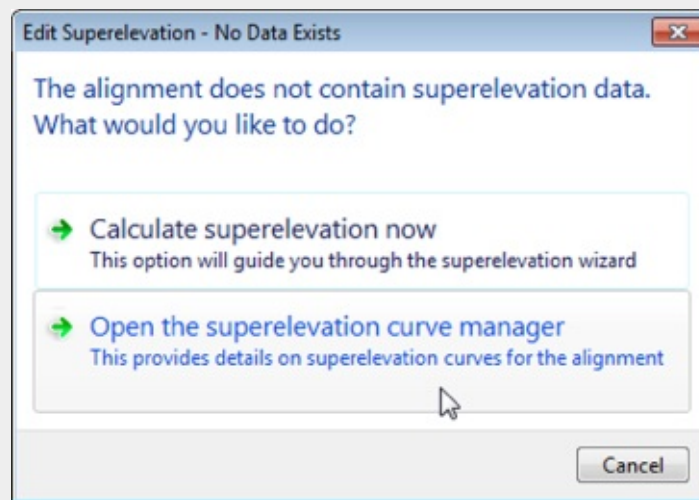 Edit Superelevation - No Data Exists
The alignment does not contain superelevation data.
What would you like to do?
Calculate superelevation now
This option will guide you through the superelevation wizard
Open the superelevation curve manager
This provides details on superelevation curves for the alignment
Cancel